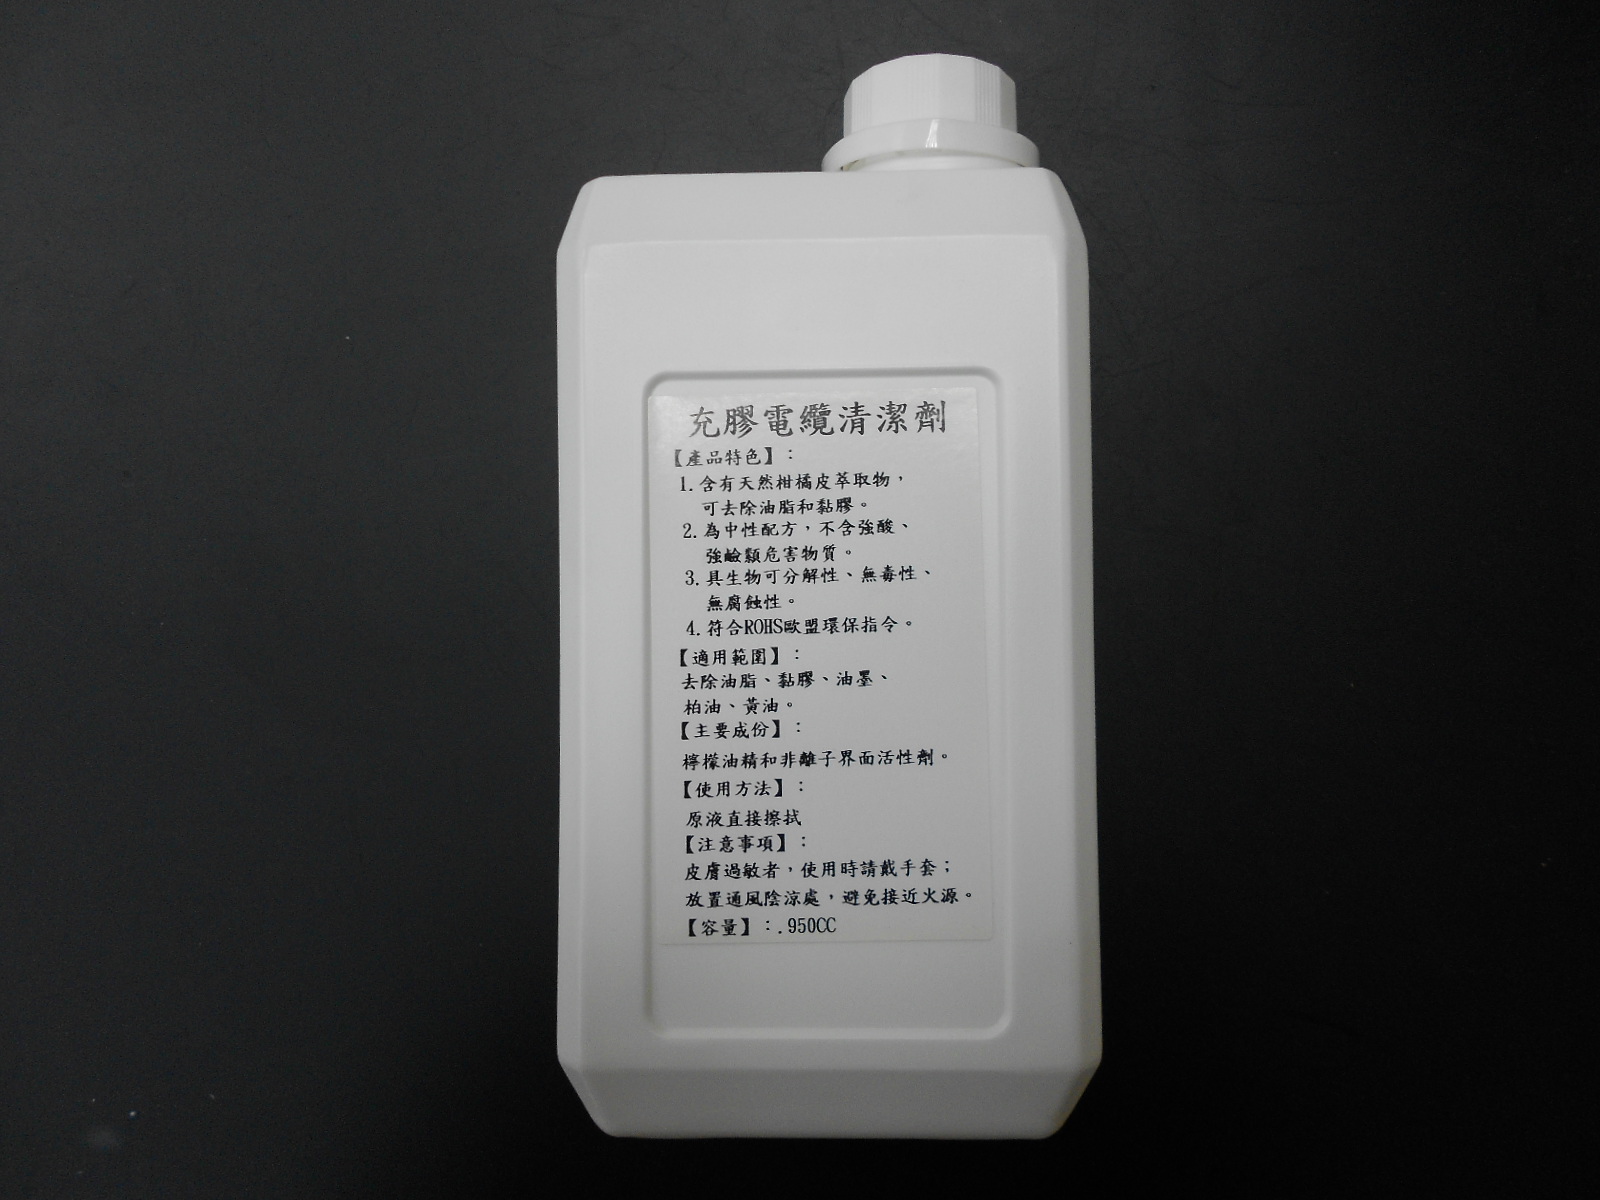 充膠電纜清潔劑
【產品特色】：
1.含有天然柑橘皮萃取物，
可去除油脂和黏膠。
2.為中性配方，不含強酸、
強鹼類危害物質。
3.具生物可分解性、無毒性、
無腐蝕性。
4.符合ROHS歐盟環保指令。
【適用範圍】：
去除油脂、黏膠、油墨、
柏油、黃油。
【主要成份】：
檸檬油精和非離子界面活性劑。
【使用方法】：
原液直接擦拭
【注意事項】：
皮膚過敏者，使用時請戴手套；
放置通風陰涼處，避免接近火源。
【容量】：.950CC